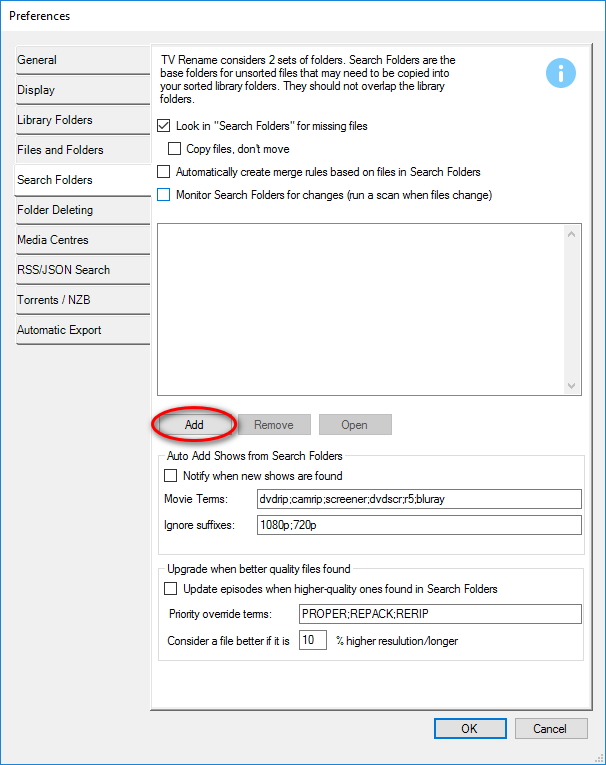 Preferences
General
Display
Library Folders
Files and Folders
Search Folders
Folder Deleting
Media Centres
RSS/JSON Search
Torrents / NZB
Automatic Export
TV Rename considers 2 sets of folders. Search Folders are the
base folders for unsorted files that may need to be copied into
your sorted library folders. They should not overlap the library
folders.
Look in "Search Folders" for missing files
Copy files, don't move
Automatically create merge rules based on files in Search Folders
Monitor Search Folders for changes (run a scan when files change)
Add Remove Open
Auto Add Shows from Search Folders
Notify when new shows are found
Movie Terms: dvdrip;camrip;screener;dvdscr;r5;bluray
Ignore suffixes: 1080p;720p
Upgrade when better quality files found
Update episodes when higher-quality ones found in Search Folders
Priority override terms: PROPER;REPACK;RERIP
Consider a file better if it is 10 % higher resulution/longer
OK Cancel